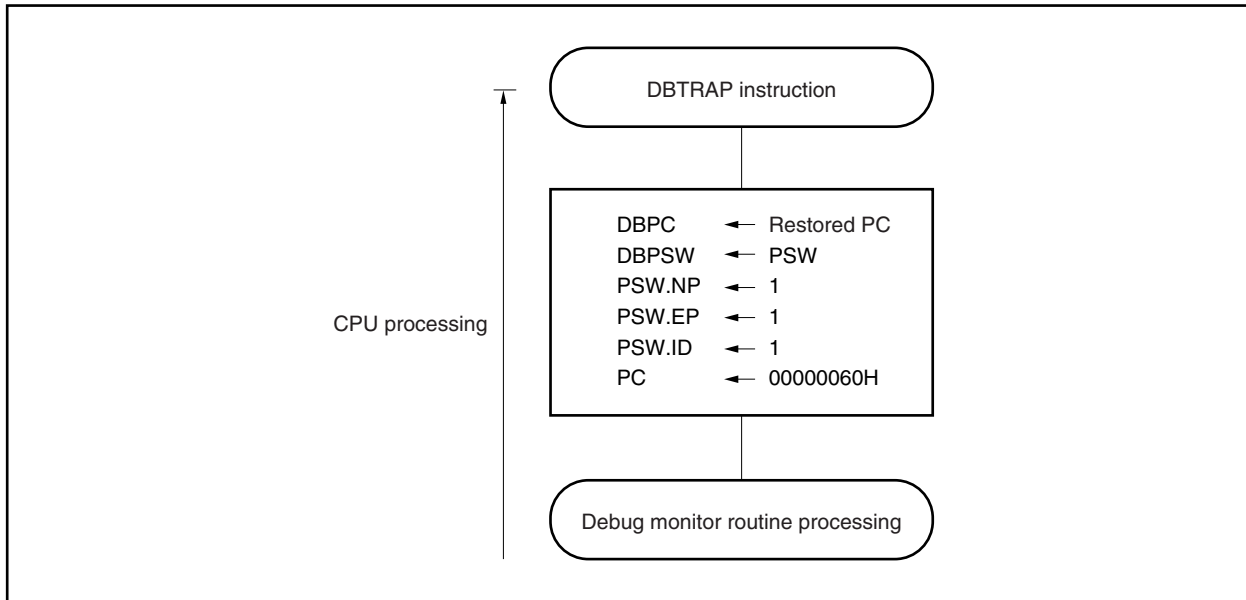 DBTRAP instruction
CPU processing
DBPC ← Restored PC
DBPSW ← PSW
PSW.NP ← 1
PSW.EP ← 1
PSW.ID ← 1
PC ← 00000060H
Debug monitor routine processing